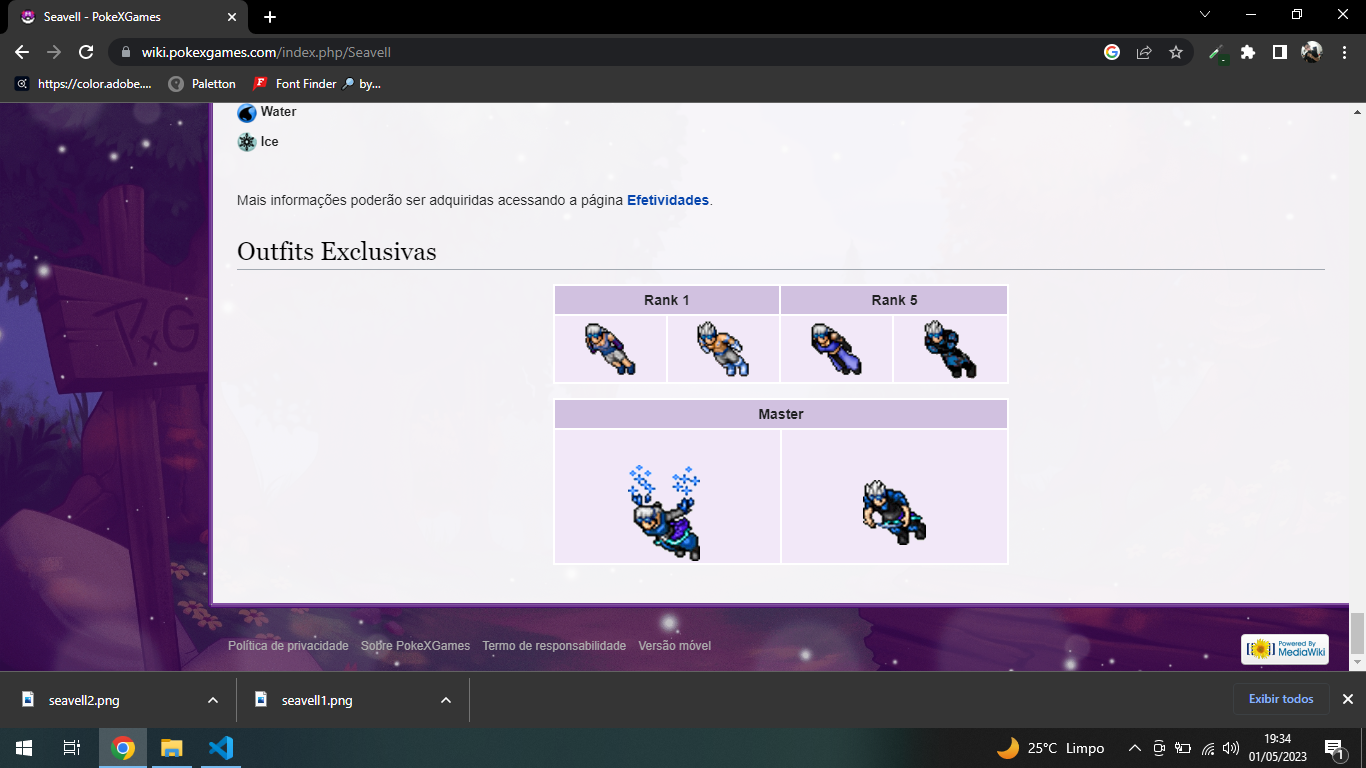 Seavell - PokeXGames
wiki.pokexgames.com/index.php/Seavell
https://color.adobe....
Paletton
Font Finder 🔎 by...
Water
Ice
Mais informações poderão ser adquiridas acessando a página Efetividades.
Outfits Exclusivas
Rank 1
Rank 5
Master
PxG
Política de privacidade
Sobre PokeXGames
Termo de responsabilidade
Versão móvel
Powered By
MediaWiki
seavell2.png
seavell1.png
Exibir todos
25°C Limpo
19:34
01/05/2023
1